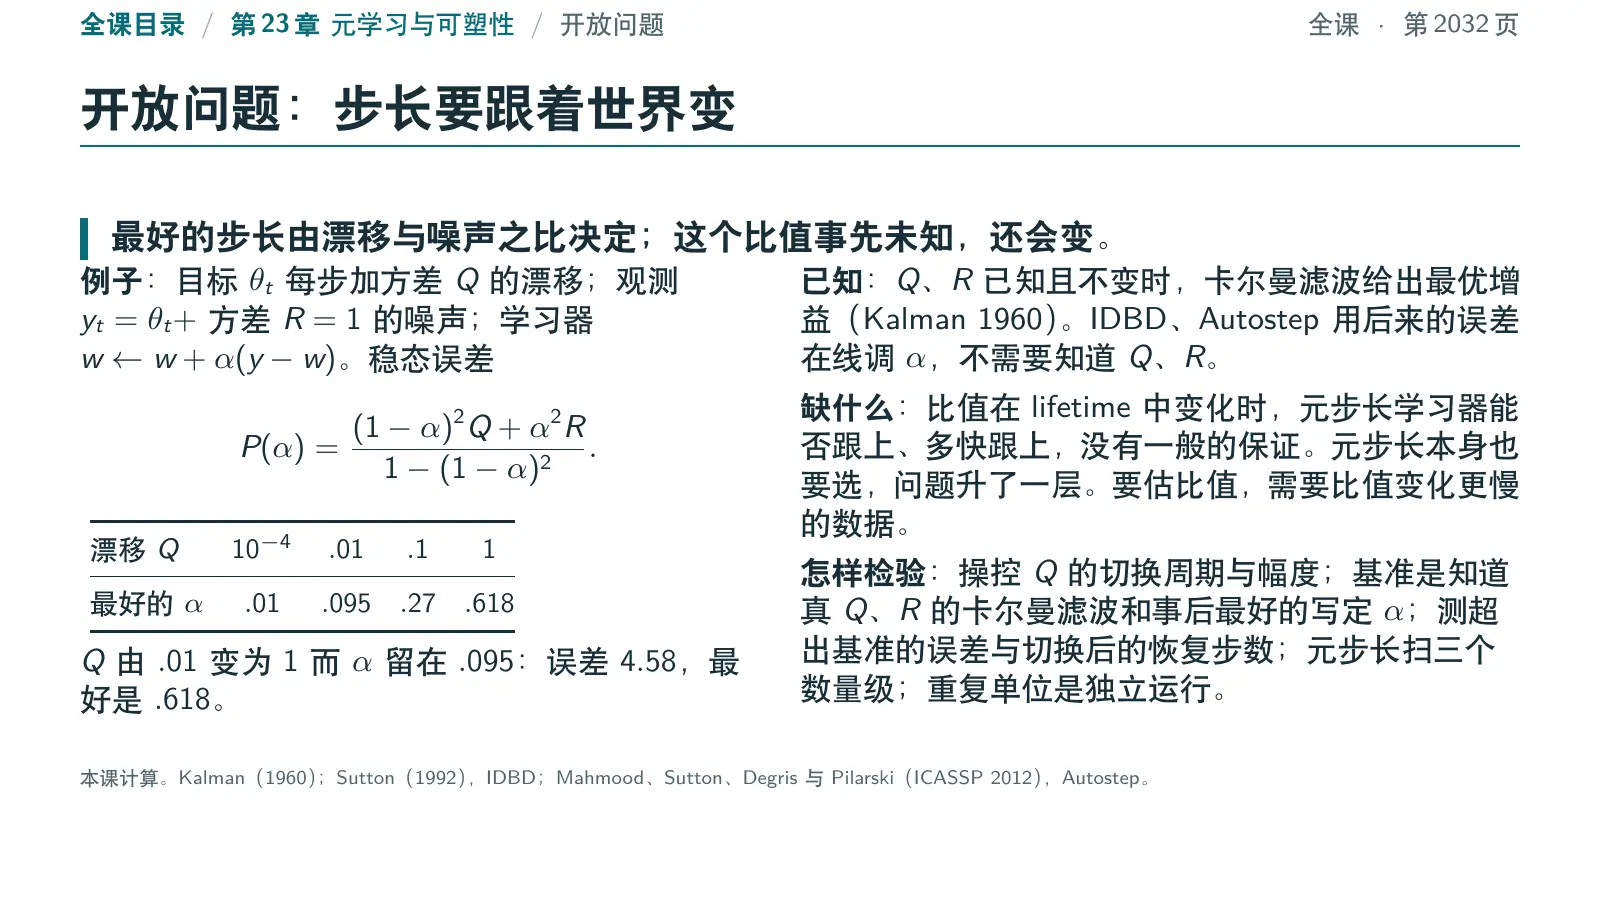 全课目录 / 第 23 章 元学习与可塑性 / 开放问题
全课 · 第 2032 页
开放问题：步长要跟着世界变
最好的步长由漂移与噪声之比决定；这个比值事先未知，还会变。
例子：目标 θₜ 每步加方差 Q 的漂移；观测
yₜ = θₜ+ 方差 R = 1 的噪声；学习器
w ← w + α(y − w)。稳态误差
P(α) = ((1 − α)²Q + α²R) / (1 − (1 − α)²).
漂移 Q 10⁻⁴ .01 .1 1
最好的 α .01 .095 .27 .618
Q 由 .01 变为 1 而 α 留在 .095：误差 4.58，最
好是 .618。
已知：Q、R 已知且不变时，卡尔曼滤波给出最优增
益（Kalman 1960）。IDBD、Autostep 用后来的误差
在线调 α，不需要知道 Q、R。
缺什么：比值在 lifetime 中变化时，元步长学习器能
否跟上、多快跟上，没有一般的保证。元步长本身也
要选，问题升了一层。要估比值，需要比值变化更慢
的数据。
怎样检验：操控 Q 的切换周期与幅度；基准是知道
真 Q、R 的卡尔曼滤波和事后最好的写定 α；测超
出基准的误差与切换后的恢复步数；元步长扫三个
数量级；重复单位是独立运行。
本课计算。Kalman（1960）；Sutton（1992），IDBD；Mahmood、Sutton、Degris 与 Pilarski（ICASSP 2012），Autostep。